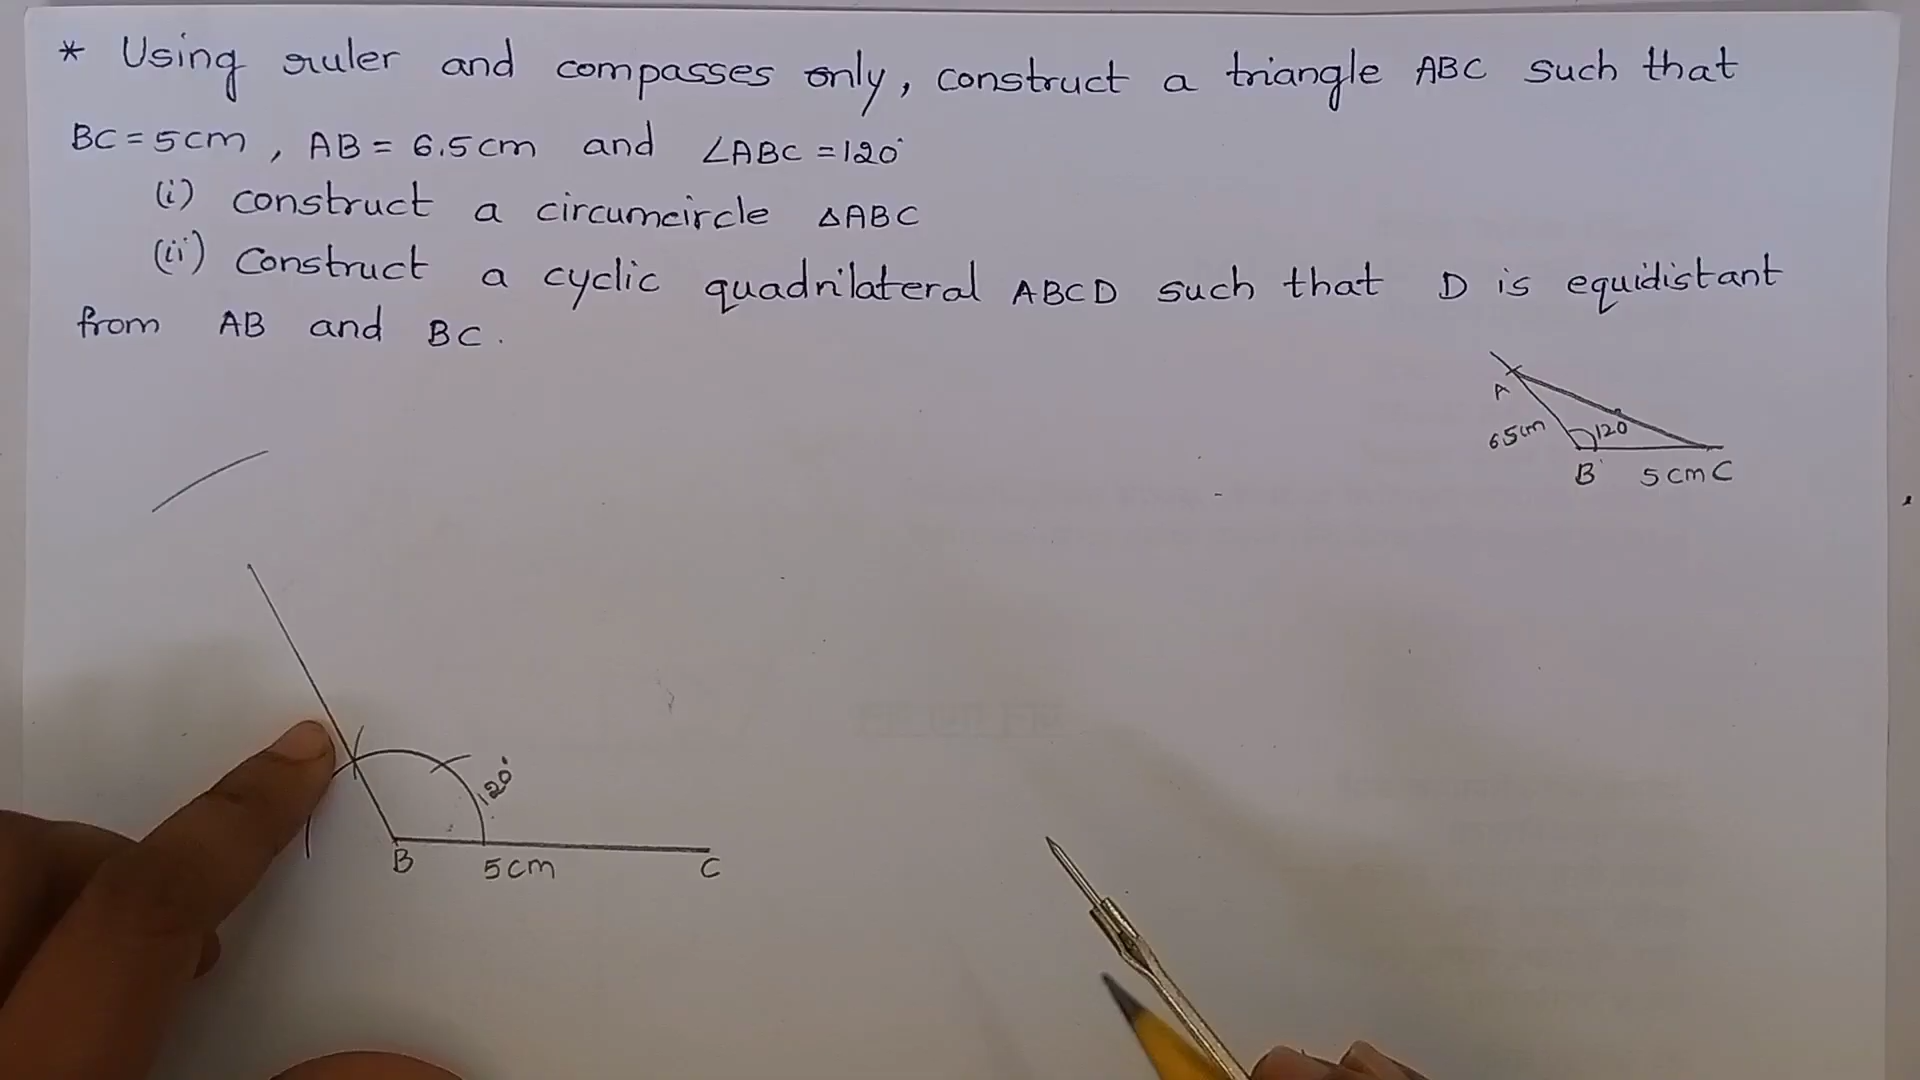 * Using ruler and compasses only, construct a triangle ABC such that
BC = 5cm , AB = 6.5cm and ∠ABC = 120°
(i) construct a circumcircle △ABC
(ii) Construct a cyclic quadrilateral ABCD such that D is equidistant
from AB and BC.
A
6.5cm 120
B 5cm C
120°
B 5cm C